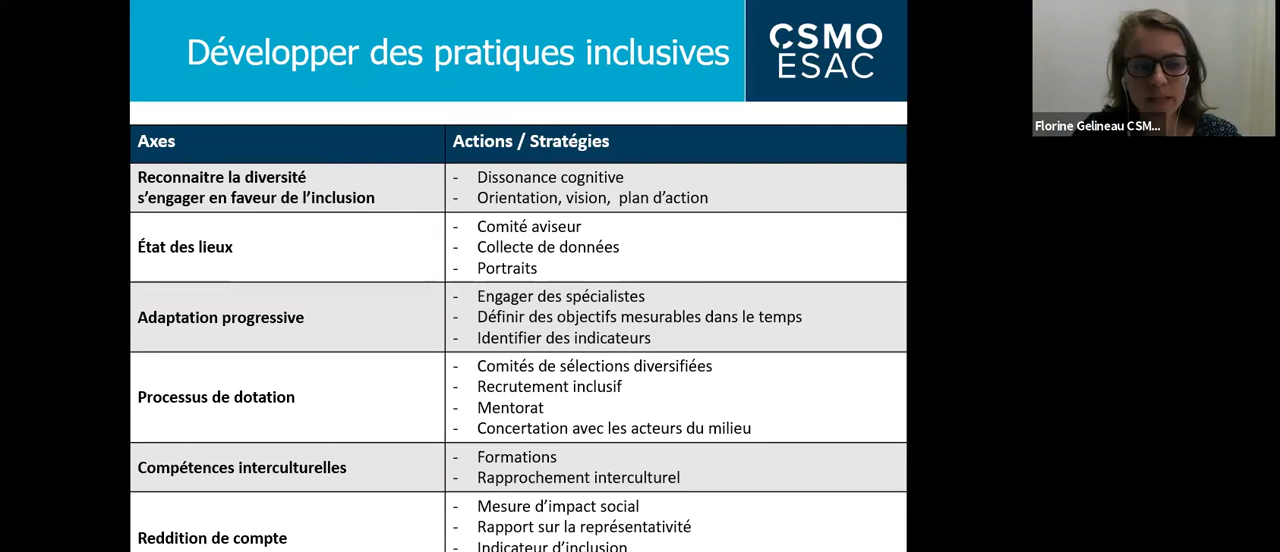 Développer des pratiques inclusives
CSMO
ESAC
Florine Gelineau CSM...
Axes
Actions / Stratégies
Reconnaitre la diversité
s'engager en faveur de l'inclusion
- Dissonance cognitive
- Orientation, vision, plan d'action
État des lieux
- Comité aviseur
- Collecte de données
- Portraits
Adaptation progressive
- Engager des spécialistes
- Définir des objectifs mesurables dans le temps
- Identifier des indicateurs
Processus de dotation
- Comités de sélections diversifiées
- Recrutement inclusif
- Mentorat
- Concertation avec les acteurs du milieu
Compétences interculturelles
- Formations
- Rapprochement interculturel
Reddition de compte
- Mesure d'impact social
- Rapport sur la représentativité
- Indicateur d'inclusion